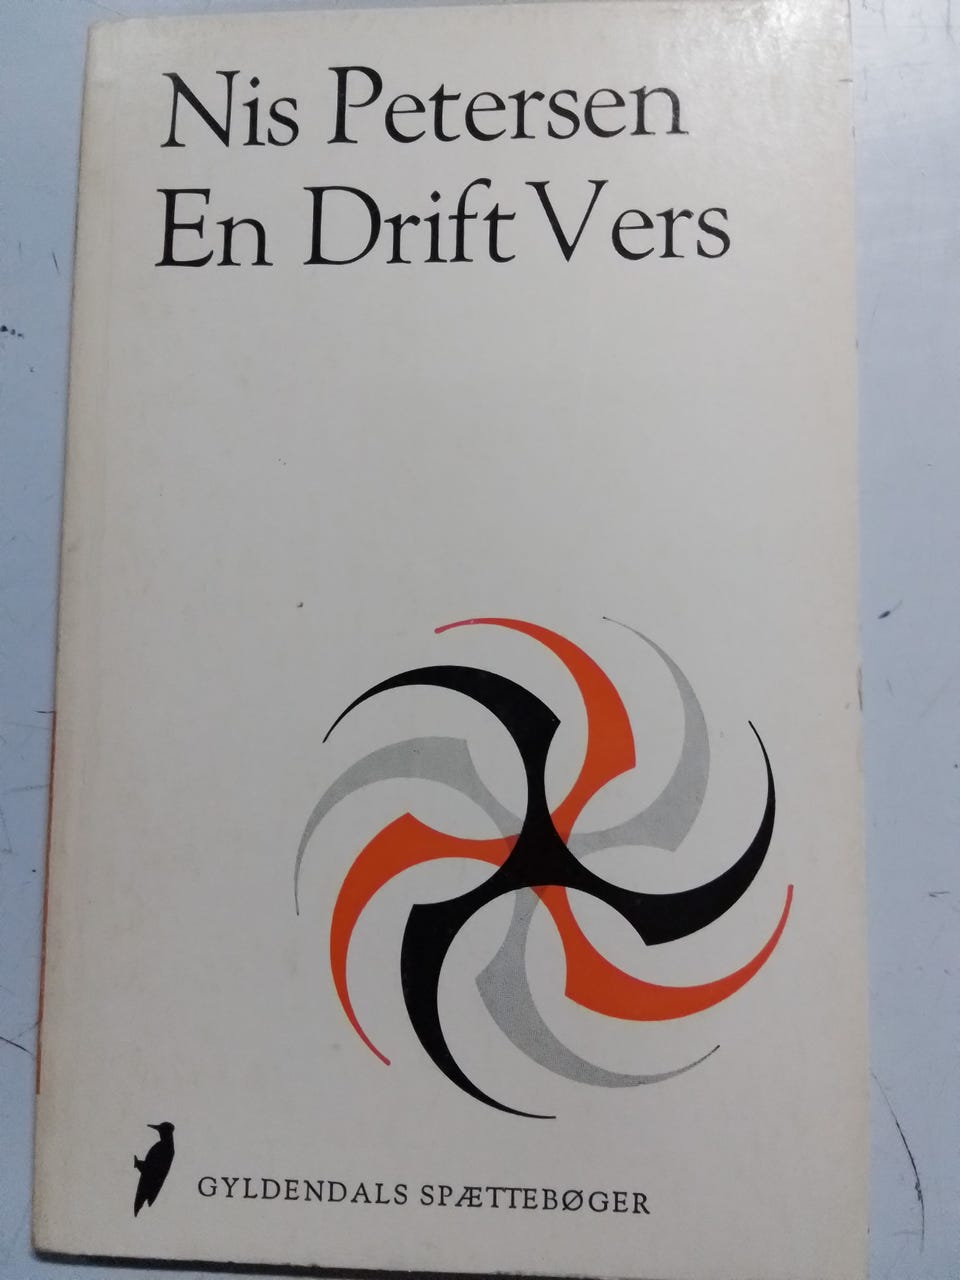 Nis Petersen
En Drift Vers
GYLDENDALS SPÆTTEBØGER